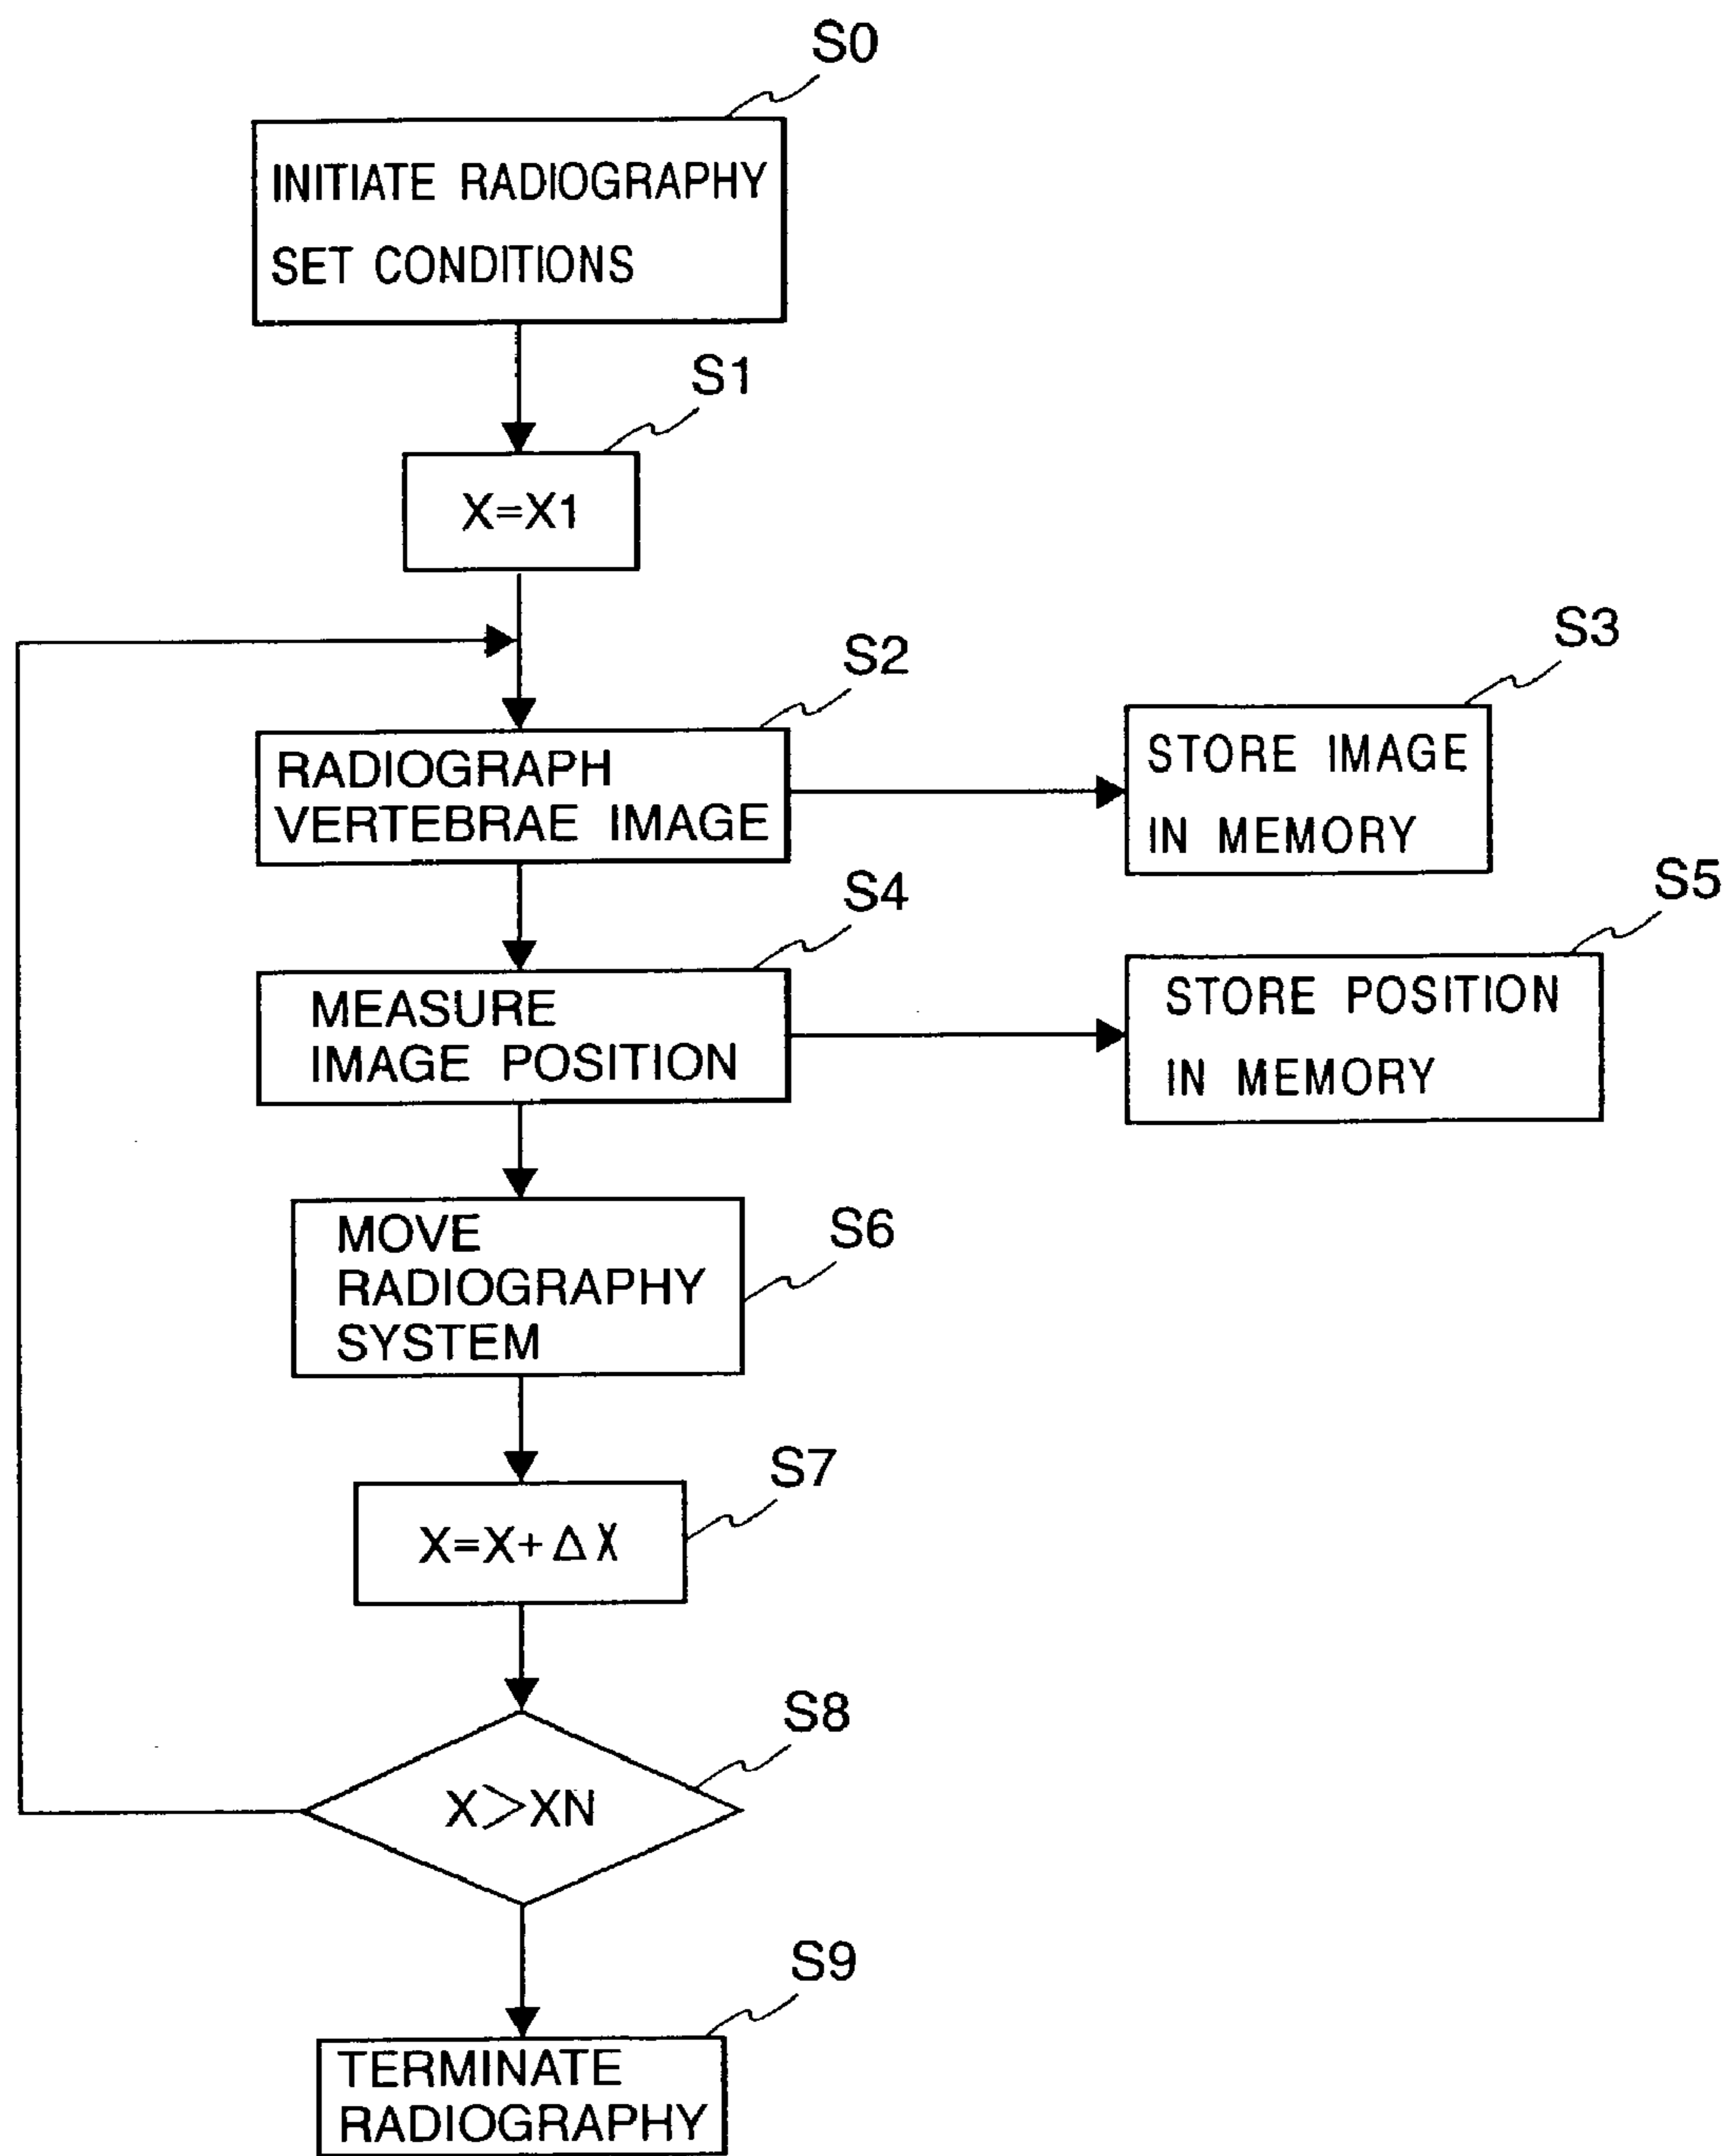 S0
INITIATE RADIOGRAPHY
SET CONDITIONS
S1
X=X1
S2
RADIOGRAPH
VERTEBRAE IMAGE
S3
STORE IMAGE
IN MEMORY
S4
MEASURE
IMAGE POSITION
S5
STORE POSITION
IN MEMORY
S6
MOVE
RADIOGRAPHY
SYSTEM
S7
X=X+ΔX
S8
X>XN
S9
TERMINATE
RADIOGRAPHY